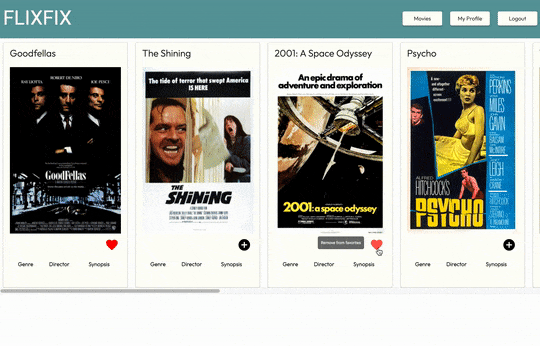 FLIXFIX
Movies
My Profile
Logout
Goodfellas
The Shining
2001: A Space Odyssey
Psycho
RAY LIOTTA
ROBERT DE NIRO
JOE PESCI
GoodFellas
The tide of terror that swept America
IS HERE
THE
SHiNiNG
An epic drama of
adventure and exploration
2001: a space odyssey
ALFRED
HITCHCOCK'S
PSYCHO
PERKINS
MILES
GAVIN
LEIGH
Remove from favorites
Genre
Director
Synopsis
Genre
Director
Synopsis
Genre
Director
Synopsis
Genre
Director
Synopsis